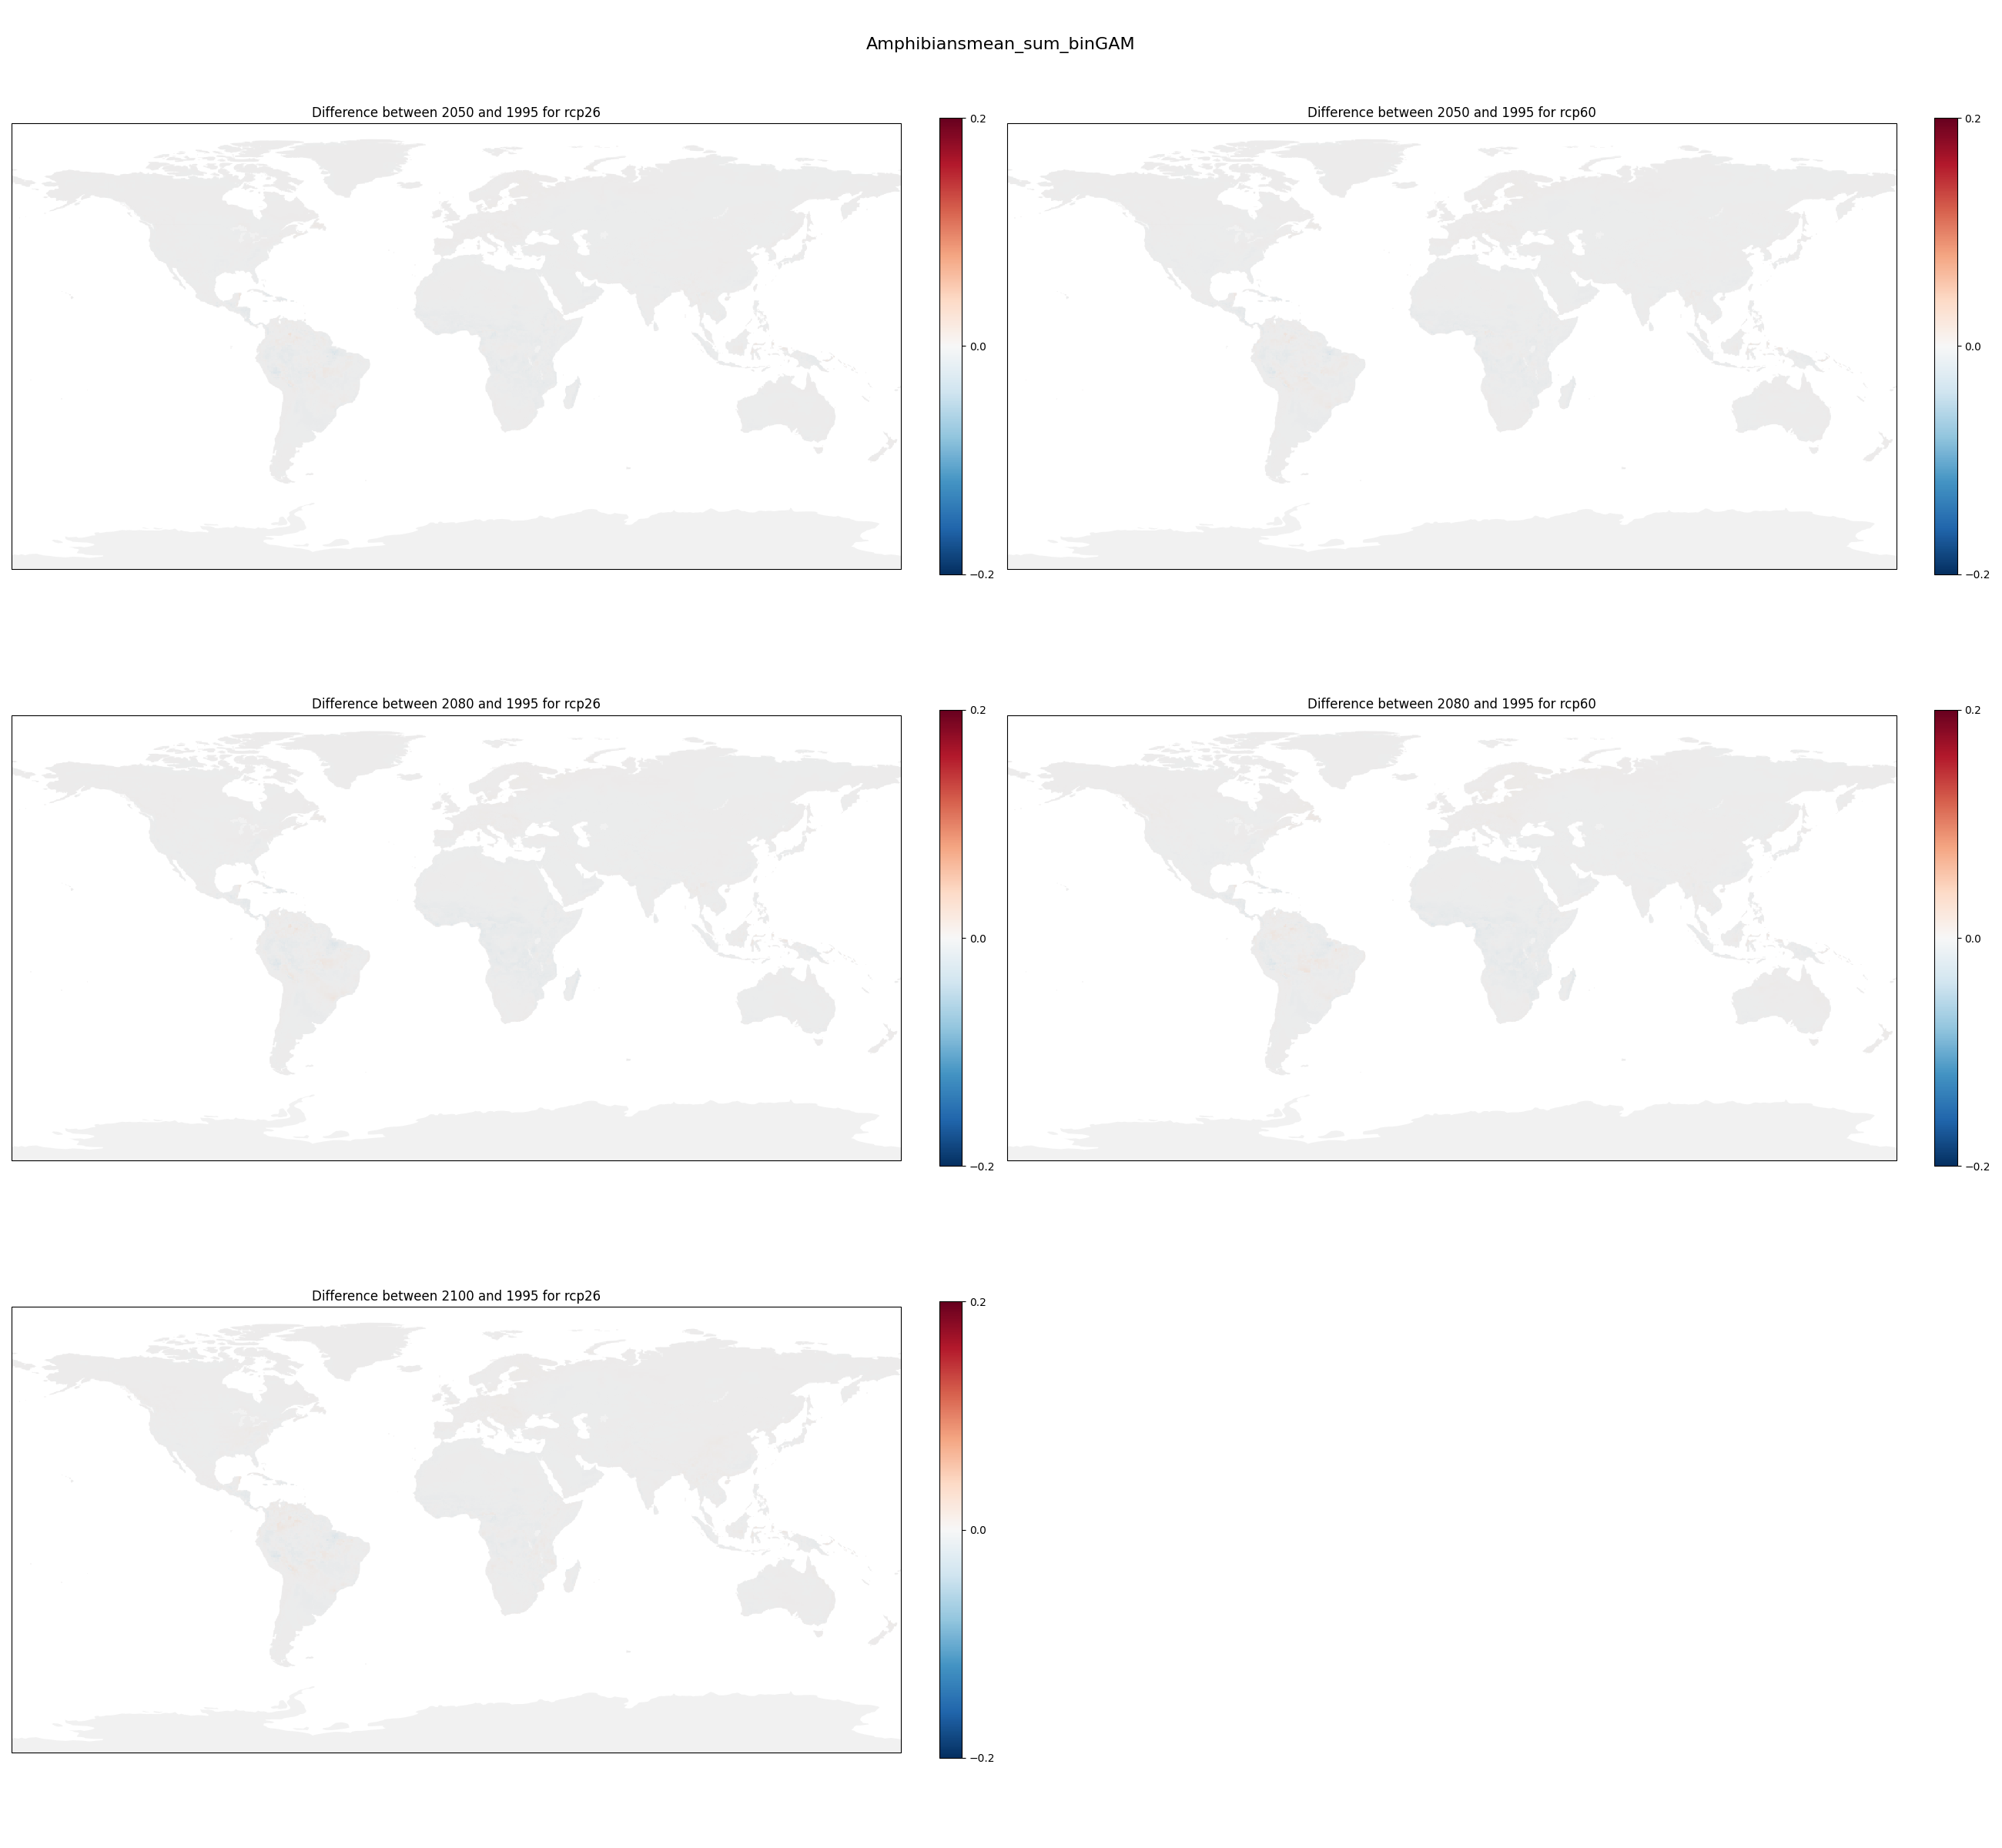 Amphibiansmean_sum_binGAM
Difference between 2050 and 1995 for rcp26
0.2
0.0
−0.2
Difference between 2050 and 1995 for rcp60
0.2
0.0
−0.2
Difference between 2080 and 1995 for rcp26
0.2
0.0
−0.2
Difference between 2080 and 1995 for rcp60
0.2
0.0
−0.2
Difference between 2100 and 1995 for rcp26
0.2
0.0
−0.2